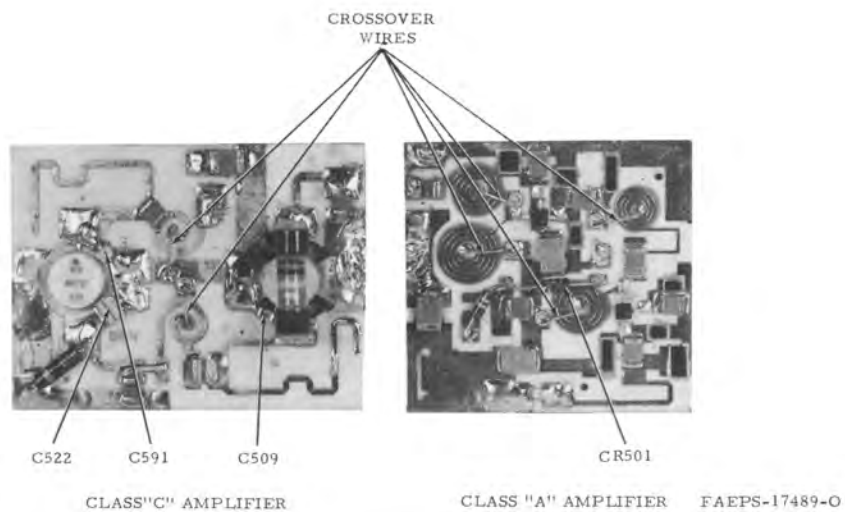 CROSSOVER
WIRES
C522 C591 C509 CR501
CLASS"C" AMPLIFIER CLASS "A" AMPLIFIER FAEPS-17489-O